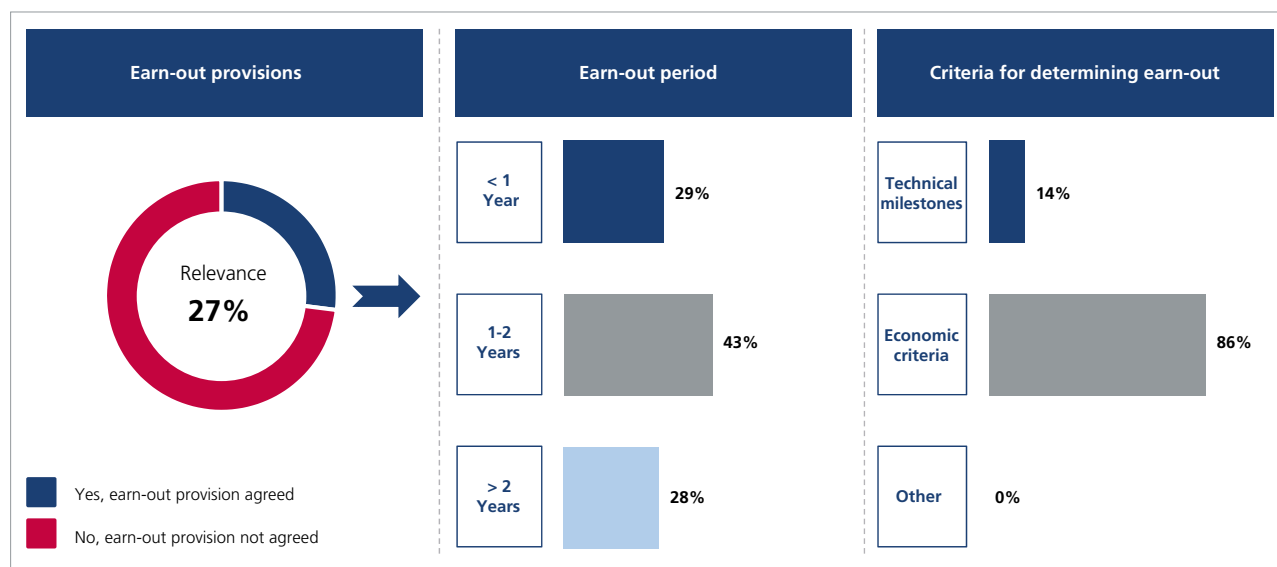 Earn-out provisions
Relevance
27%
Yes, earn-out provision agreed
No, earn-out provision not agreed
Earn-out period
< 1
Year
29%
1-2
Years
43%
> 2
Years
28%
Criteria for determining earn-out
Technical
milestones
14%
Economic
criteria
86%
Other
0%